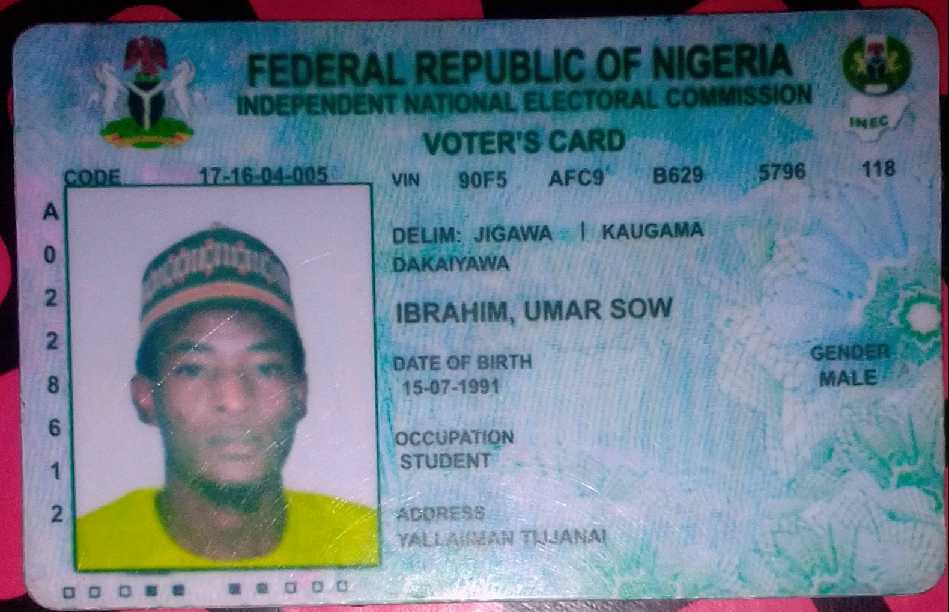 FEDERAL REPUBLIC OF NIGERIA
INDEPENDENT NATIONAL ELECTORAL COMMISSION
INEC
VOTER'S CARD
CODE 17-16-04-005
VIN 90F5 AFC9 B629 5796 118
A
0
2
2
8
6
1
2
DELIM: JIGAWA | KAUGAMA
DAKAIYAWA
IBRAHIM, UMAR SOW
DATE OF BIRTH
15-07-1991
GENDER
MALE
OCCUPATION
STUDENT
ADDRESS